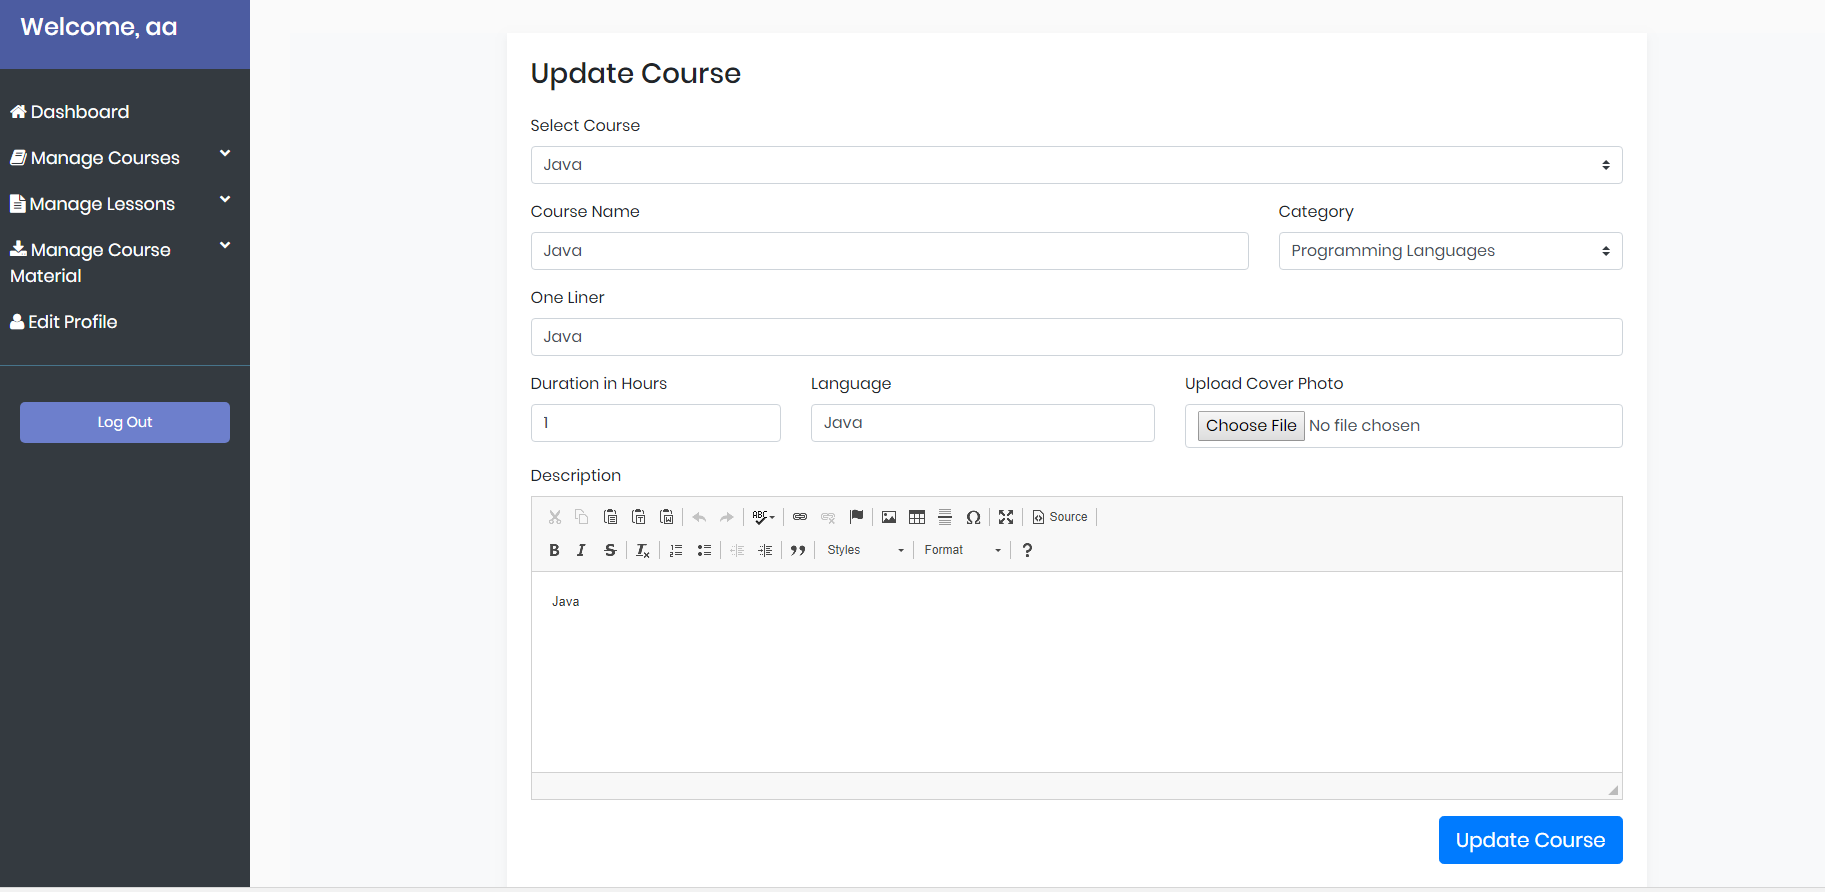 Welcome, aa
Dashboard
Manage Courses
Manage Lessons
Manage Course
Material
Edit Profile
Log Out
Update Course
Select Course
Java
Course Name
Category
Java
Programming Languages
One Liner
Java
Duration in Hours
Language
Upload Cover Photo
1
Java
Choose File No file chosen
Description
ABC
Source
B I S Tx
Styles
Format
?
Java
Update Course